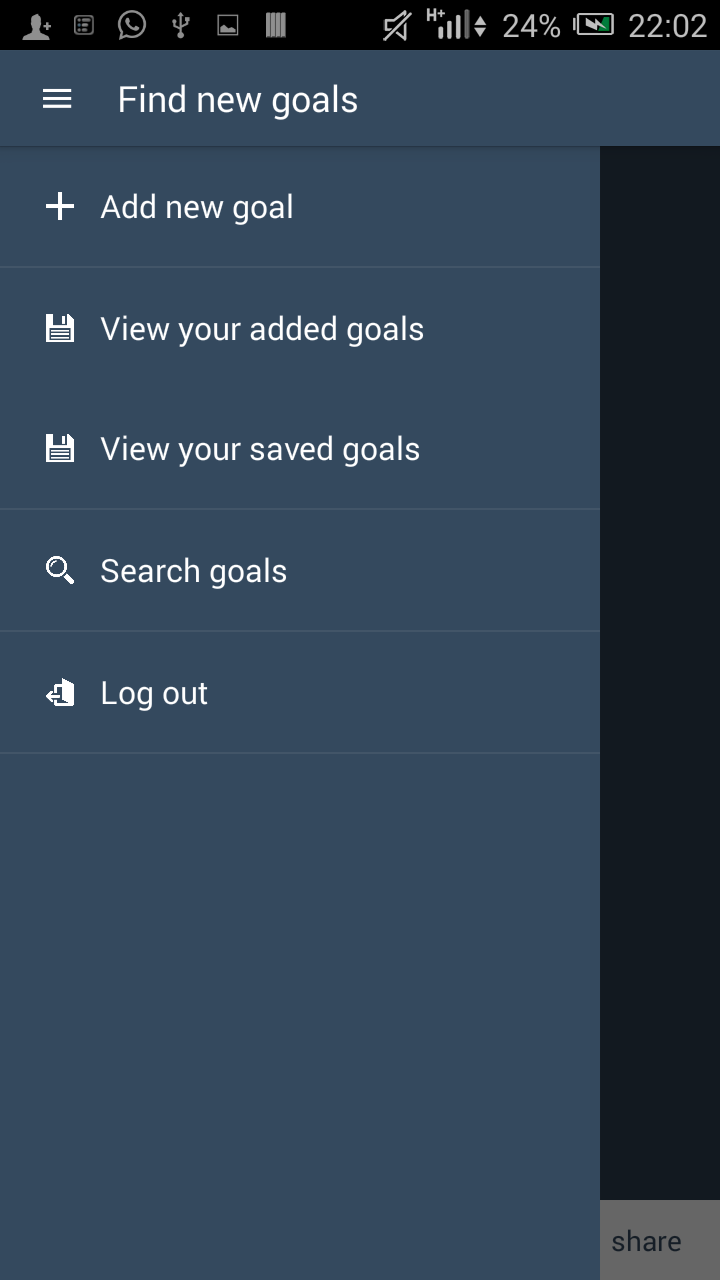 H+ 24% 22:02
Find new goals
Add new goal
View your added goals
View your saved goals
Search goals
Log out
share